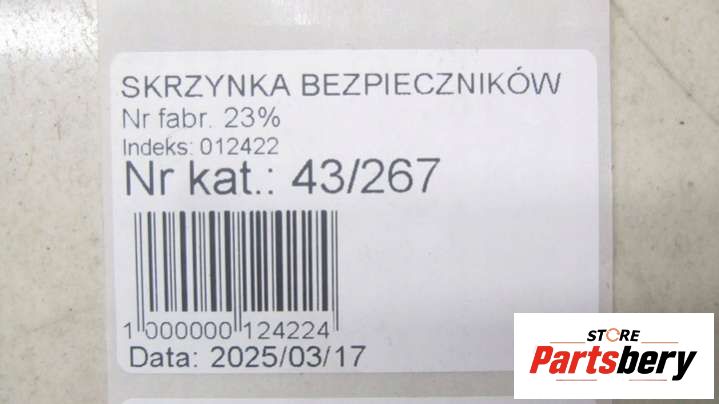 SKRZYNKA BEZPIECZNIKÓW
Nr fabr. 23%
Indeks: 012422
Nr kat.: 43/267
1 000000 124224
Data: 2025/03/17
STORE
Partsbery